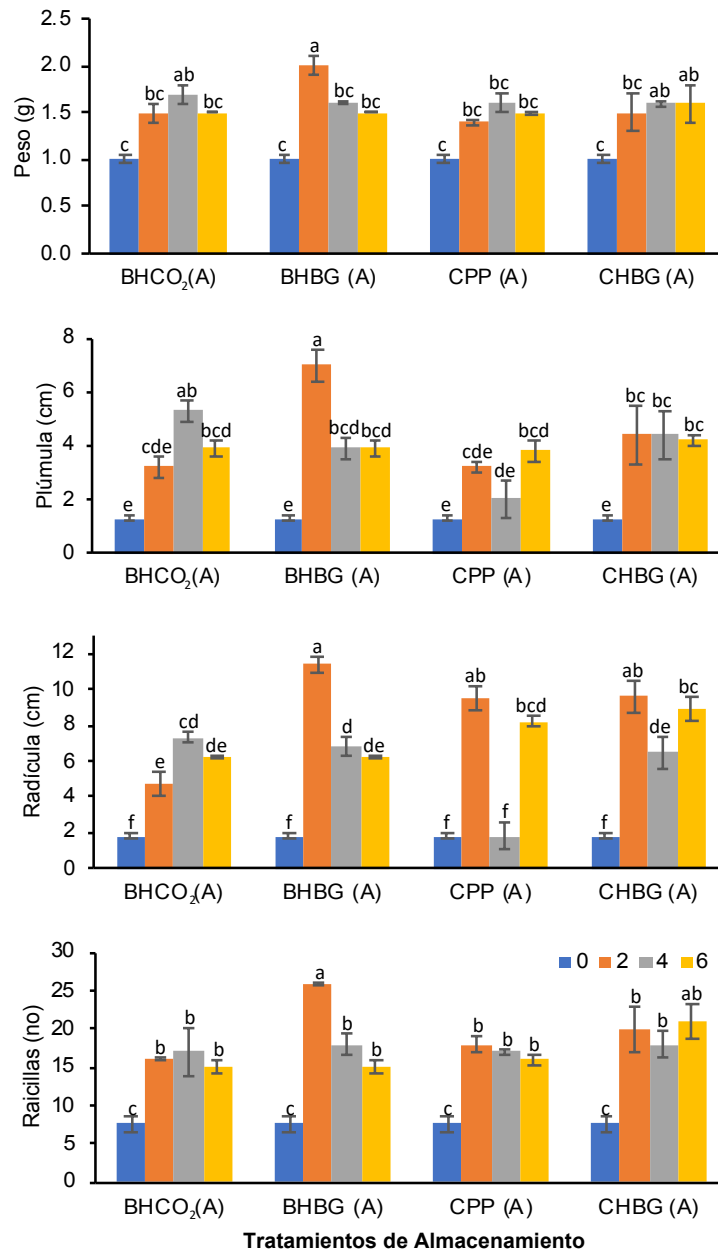 Peso (g)
2.5
2.0
1.5
1.0
0.5
0.0
c bc ab bc c a bc bc c bc bc bc c bc ab ab
BHCO₂(A) BHBG (A) CPP (A) CHBG (A)
Plúmula (cm)
8
6
4
2
0
e cde ab bcd e a bcd bcd e cde de bcd e bc bc bc
BHCO₂(A) BHBG (A) CPP (A) CHBG (A)
Radícula (cm)
12
10
8
6
4
2
0
f e cd de f a d de f ab f bcd f ab de bc
BHCO₂(A) BHBG (A) CPP (A) CHBG (A)
Raicillas (no)
30
25
20
15
10
5
0
0 2 4 6
c b b b c a b b c b b b c b b ab
BHCO₂(A) BHBG (A) CPP (A) CHBG (A)
Tratamientos de Almacenamiento